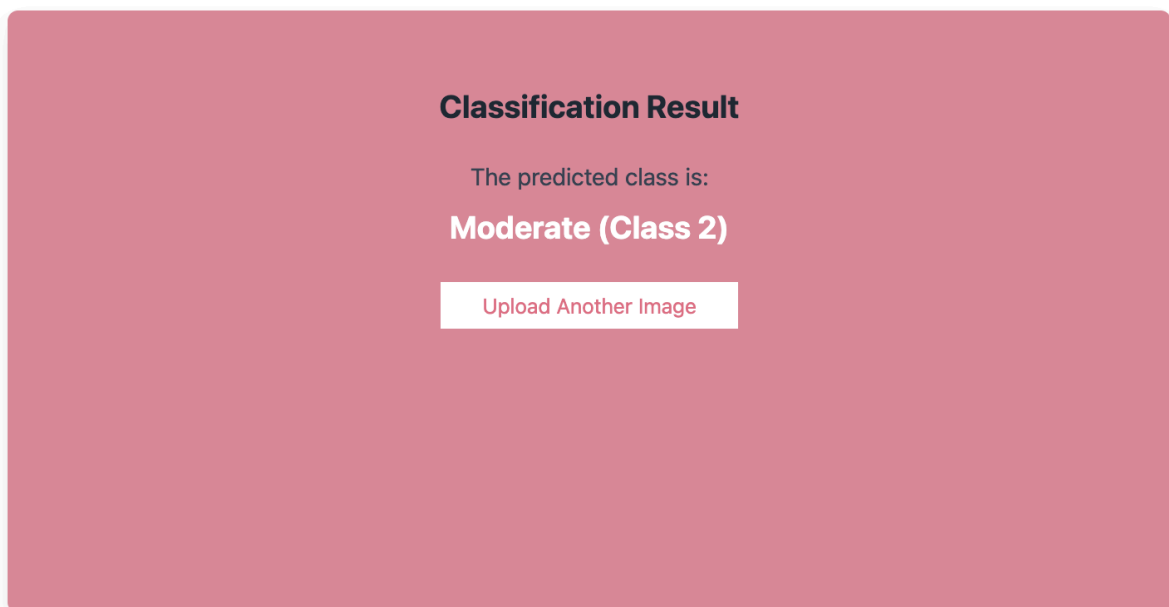 Classification Result
The predicted class is:
Moderate (Class 2)
Upload Another Image